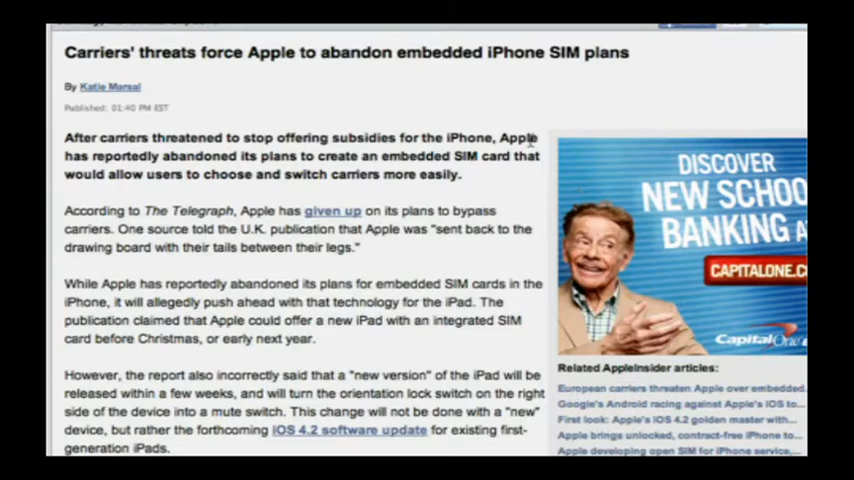 Carriers' threats force Apple to abandon embedded iPhone SIM plans
By Katie Marsal
Published: 01:40 PM EST
After carriers threatened to stop offering subsidies for the iPhone, Apple
has reportedly abandoned its plans to create an embedded SIM card that
would allow users to choose and switch carriers more easily.
According to The Telegraph, Apple has given up on its plans to bypass
carriers. One source told the U.K. publication that Apple was "sent back to the
drawing board with their tails between their legs."
While Apple has reportedly abandoned its plans for embedded SIM cards in the
iPhone, it will allegedly push ahead with that technology for the iPad. The
publication claimed that Apple could offer a new iPad with an integrated SIM
card before Christmas, or early next year.
However, the report also incorrectly said that a "new version" of the iPad will be
released within a few weeks, and will turn the orientation lock switch on the right
side of the device into a mute switch. This change will not be done with a "new"
device, but rather the forthcoming iOS 4.2 software update for existing first-
generation iPads.
DISCOVER
NEW SCHOO
BANKING A
CAPITALONE.C
CapitalOne
Related AppleInsider articles:
European carriers threaten Apple over embedded...
Google's Android racing against Apple's iOS to...
First look: Apple's iOS 4.2 golden master with...
Apple brings unlocked, contract-free iPhone to...
Apple developing open SIM for iPhone service,...